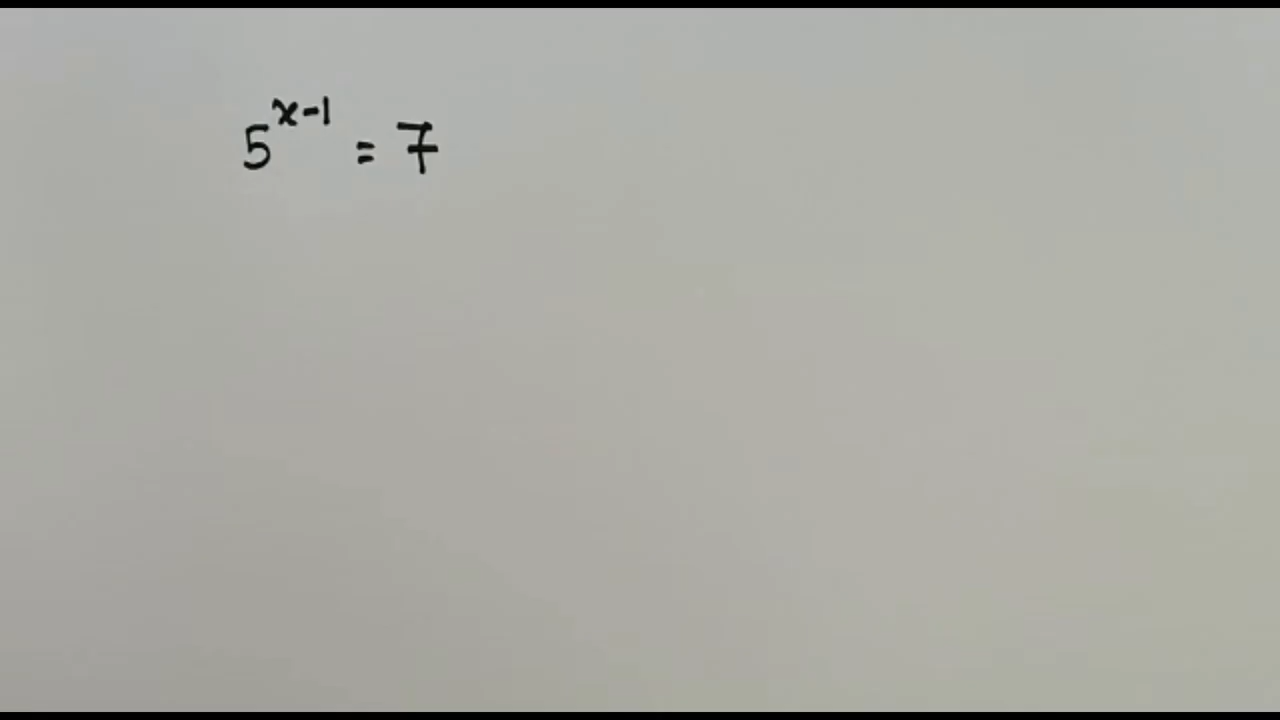 5^{x-1} = 7